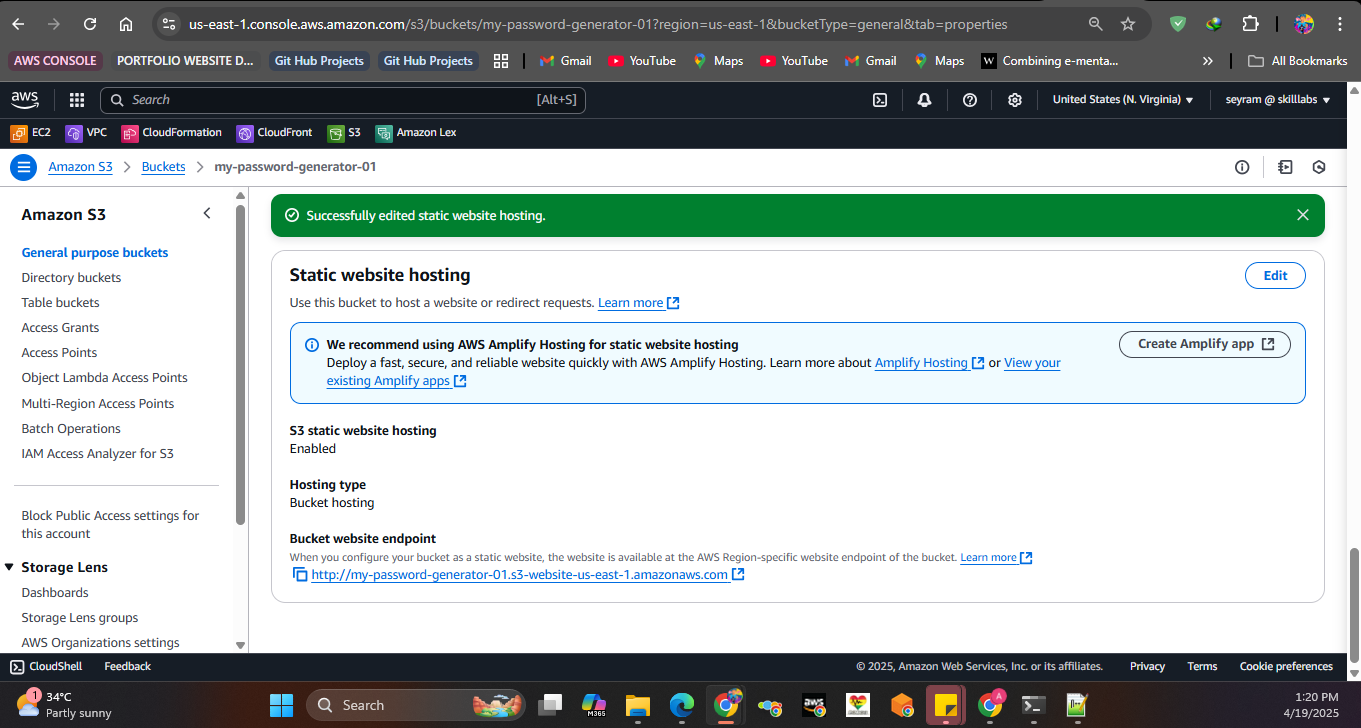 us-east-1.console.aws.amazon.com/s3/buckets/my-password-generator-01?region=us-east-1&bucketType=general&tab=properties
AWS CONSOLE
PORTFOLIO WEBSITE D...
Git Hub Projects
Git Hub Projects
Gmail
YouTube
Maps
YouTube
Gmail
Maps
W Combining e-menta...
»
All Bookmarks
aws
Search
[Alt+S]
United States (N. Virginia)
seyram @ skilllabs
EC2
VPC
CloudFormation
CloudFront
S3
Amazon Lex
Amazon S3 > Buckets > my-password-generator-01
Amazon S3
General purpose buckets
Directory buckets
Table buckets
Access Grants
Access Points
Object Lambda Access Points
Multi-Region Access Points
Batch Operations
IAM Access Analyzer for S3
Block Public Access settings for
this account
Storage Lens
Dashboards
Storage Lens groups
AWS Organizations settings
Successfully edited static website hosting.
Static website hosting
Edit
Use this bucket to host a website or redirect requests. Learn more
We recommend using AWS Amplify Hosting for static website hosting
Deploy a fast, secure, and reliable website quickly with AWS Amplify Hosting. Learn more about Amplify Hosting or View your
existing Amplify apps
Create Amplify app
S3 static website hosting
Enabled
Hosting type
Bucket hosting
Bucket website endpoint
When you configure your bucket as a static website, the website is available at the AWS Region-specific website endpoint of the bucket. Learn more
http://my-password-generator-01.s3-website-us-east-1.amazonaws.com
CloudShell
Feedback
© 2025, Amazon Web Services, Inc. or its affiliates.
Privacy
Terms
Cookie preferences
1
34°C
Partly sunny
Search
M365
aws
A
1:20 PM
4/19/2025